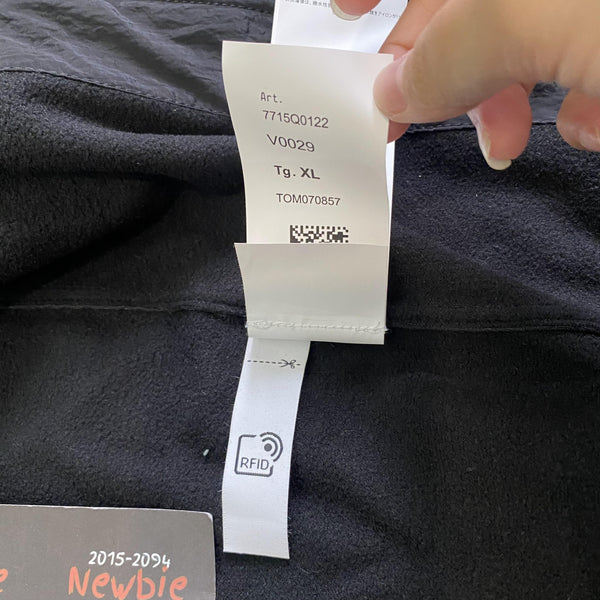 Art.
7715Q0122
V0029
Tg. XL
TOM070857
RFID
2015-2094
Newbie